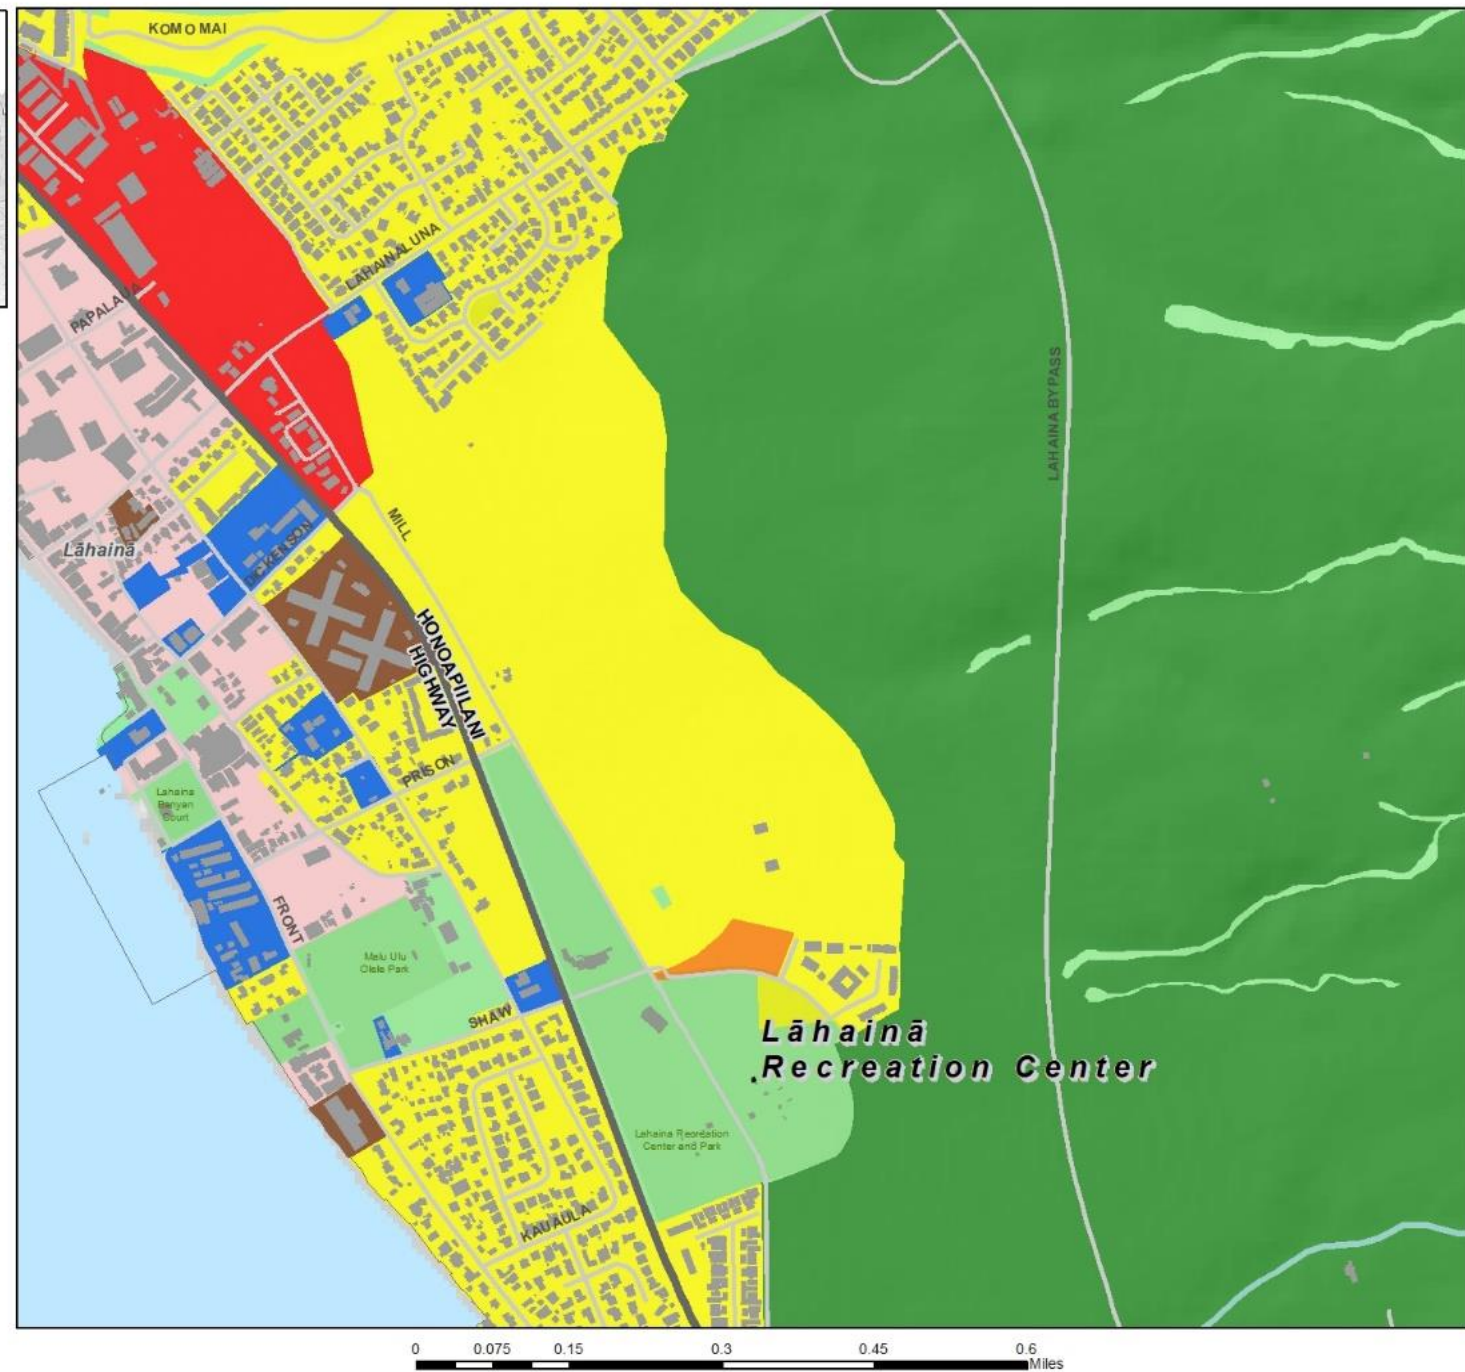 KOMO MAI
LAHAINALUNA
PAPALAUA
LAHAINA BYPASS
MILL
Lāhainā
DICKENSON
HONOAPIILANI
HIGHWAY
PRISON
Lahaina
Banyan
Court
FRONT
Malu Ulu
Olele Park
SHAW
Lāhainā
Recreation Center
Lahaina Recreation
Center and Park
KAUAULA
0 0.075 0.15 0.3 0.45 0.6
Miles